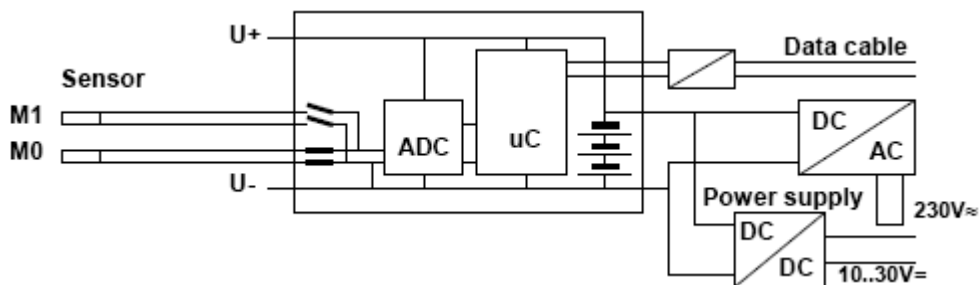 U+
Data cable
Sensor
M1
DC
M0
ADC
uC
AC
U-
Power supply
230V≈
DC
DC
10..30V=